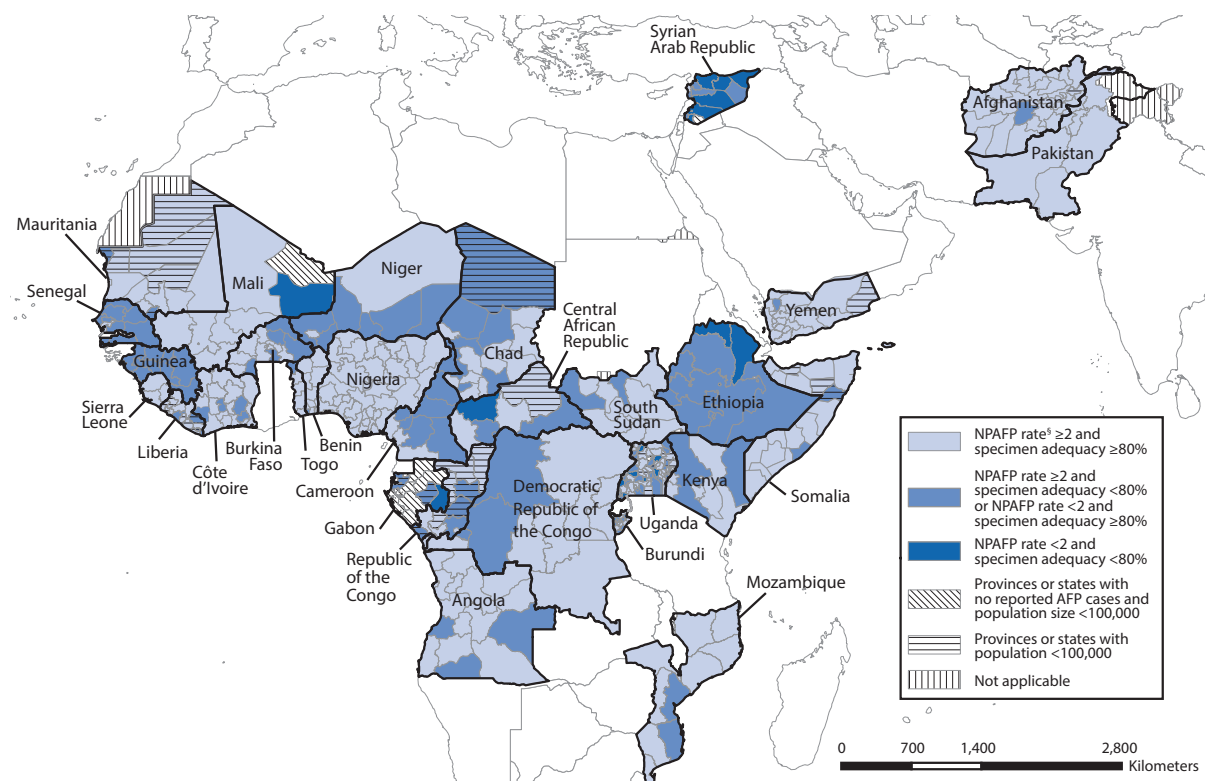 Syrian
Arab Republic
Afghanistan
Pakistan
Mauritania
Mali
Niger
Senegal
Central
African
Republic
Yemen
Chad
Guinea
Nigeria
Ethiopia
South
Sudan
Sierra
Leone
Liberia
Côte
d’Ivoire
Burkina
Faso
Togo
Benin
Cameroon
Gabon
Republic
of the
Congo
Democratic
Republic of
the Congo
Uganda
Burundi
Kenya
Somalia
Angola
Mozambique
NPAFP rate§ ≥2 and
specimen adequacy ≥80%
NPAFP rate ≥2 and
specimen adequacy <80%
or NPAFP rate <2 and
specimen adequacy ≥80%
NPAFP rate <2 and
specimen adequacy <80%
Provinces or states with
no reported AFP cases and
population size <100,000
Provinces or states with
population <100,000
Not applicable
0 700 1,400 2,800
Kilometers